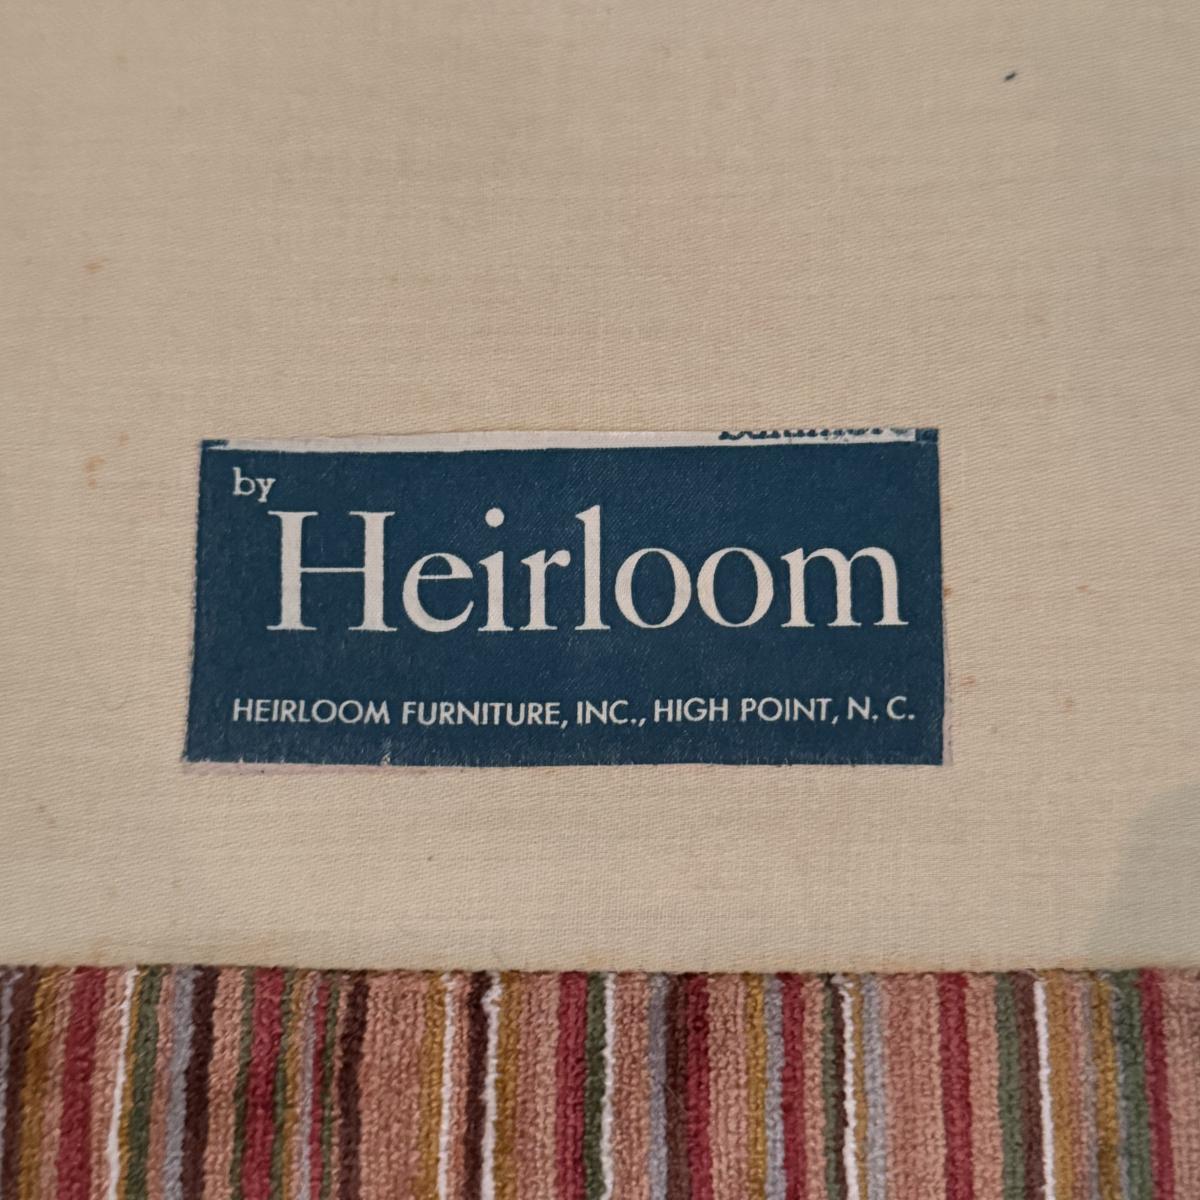 by
Heirloom
HEIRLOOM FURNITURE, INC., HIGH POINT, N. C.